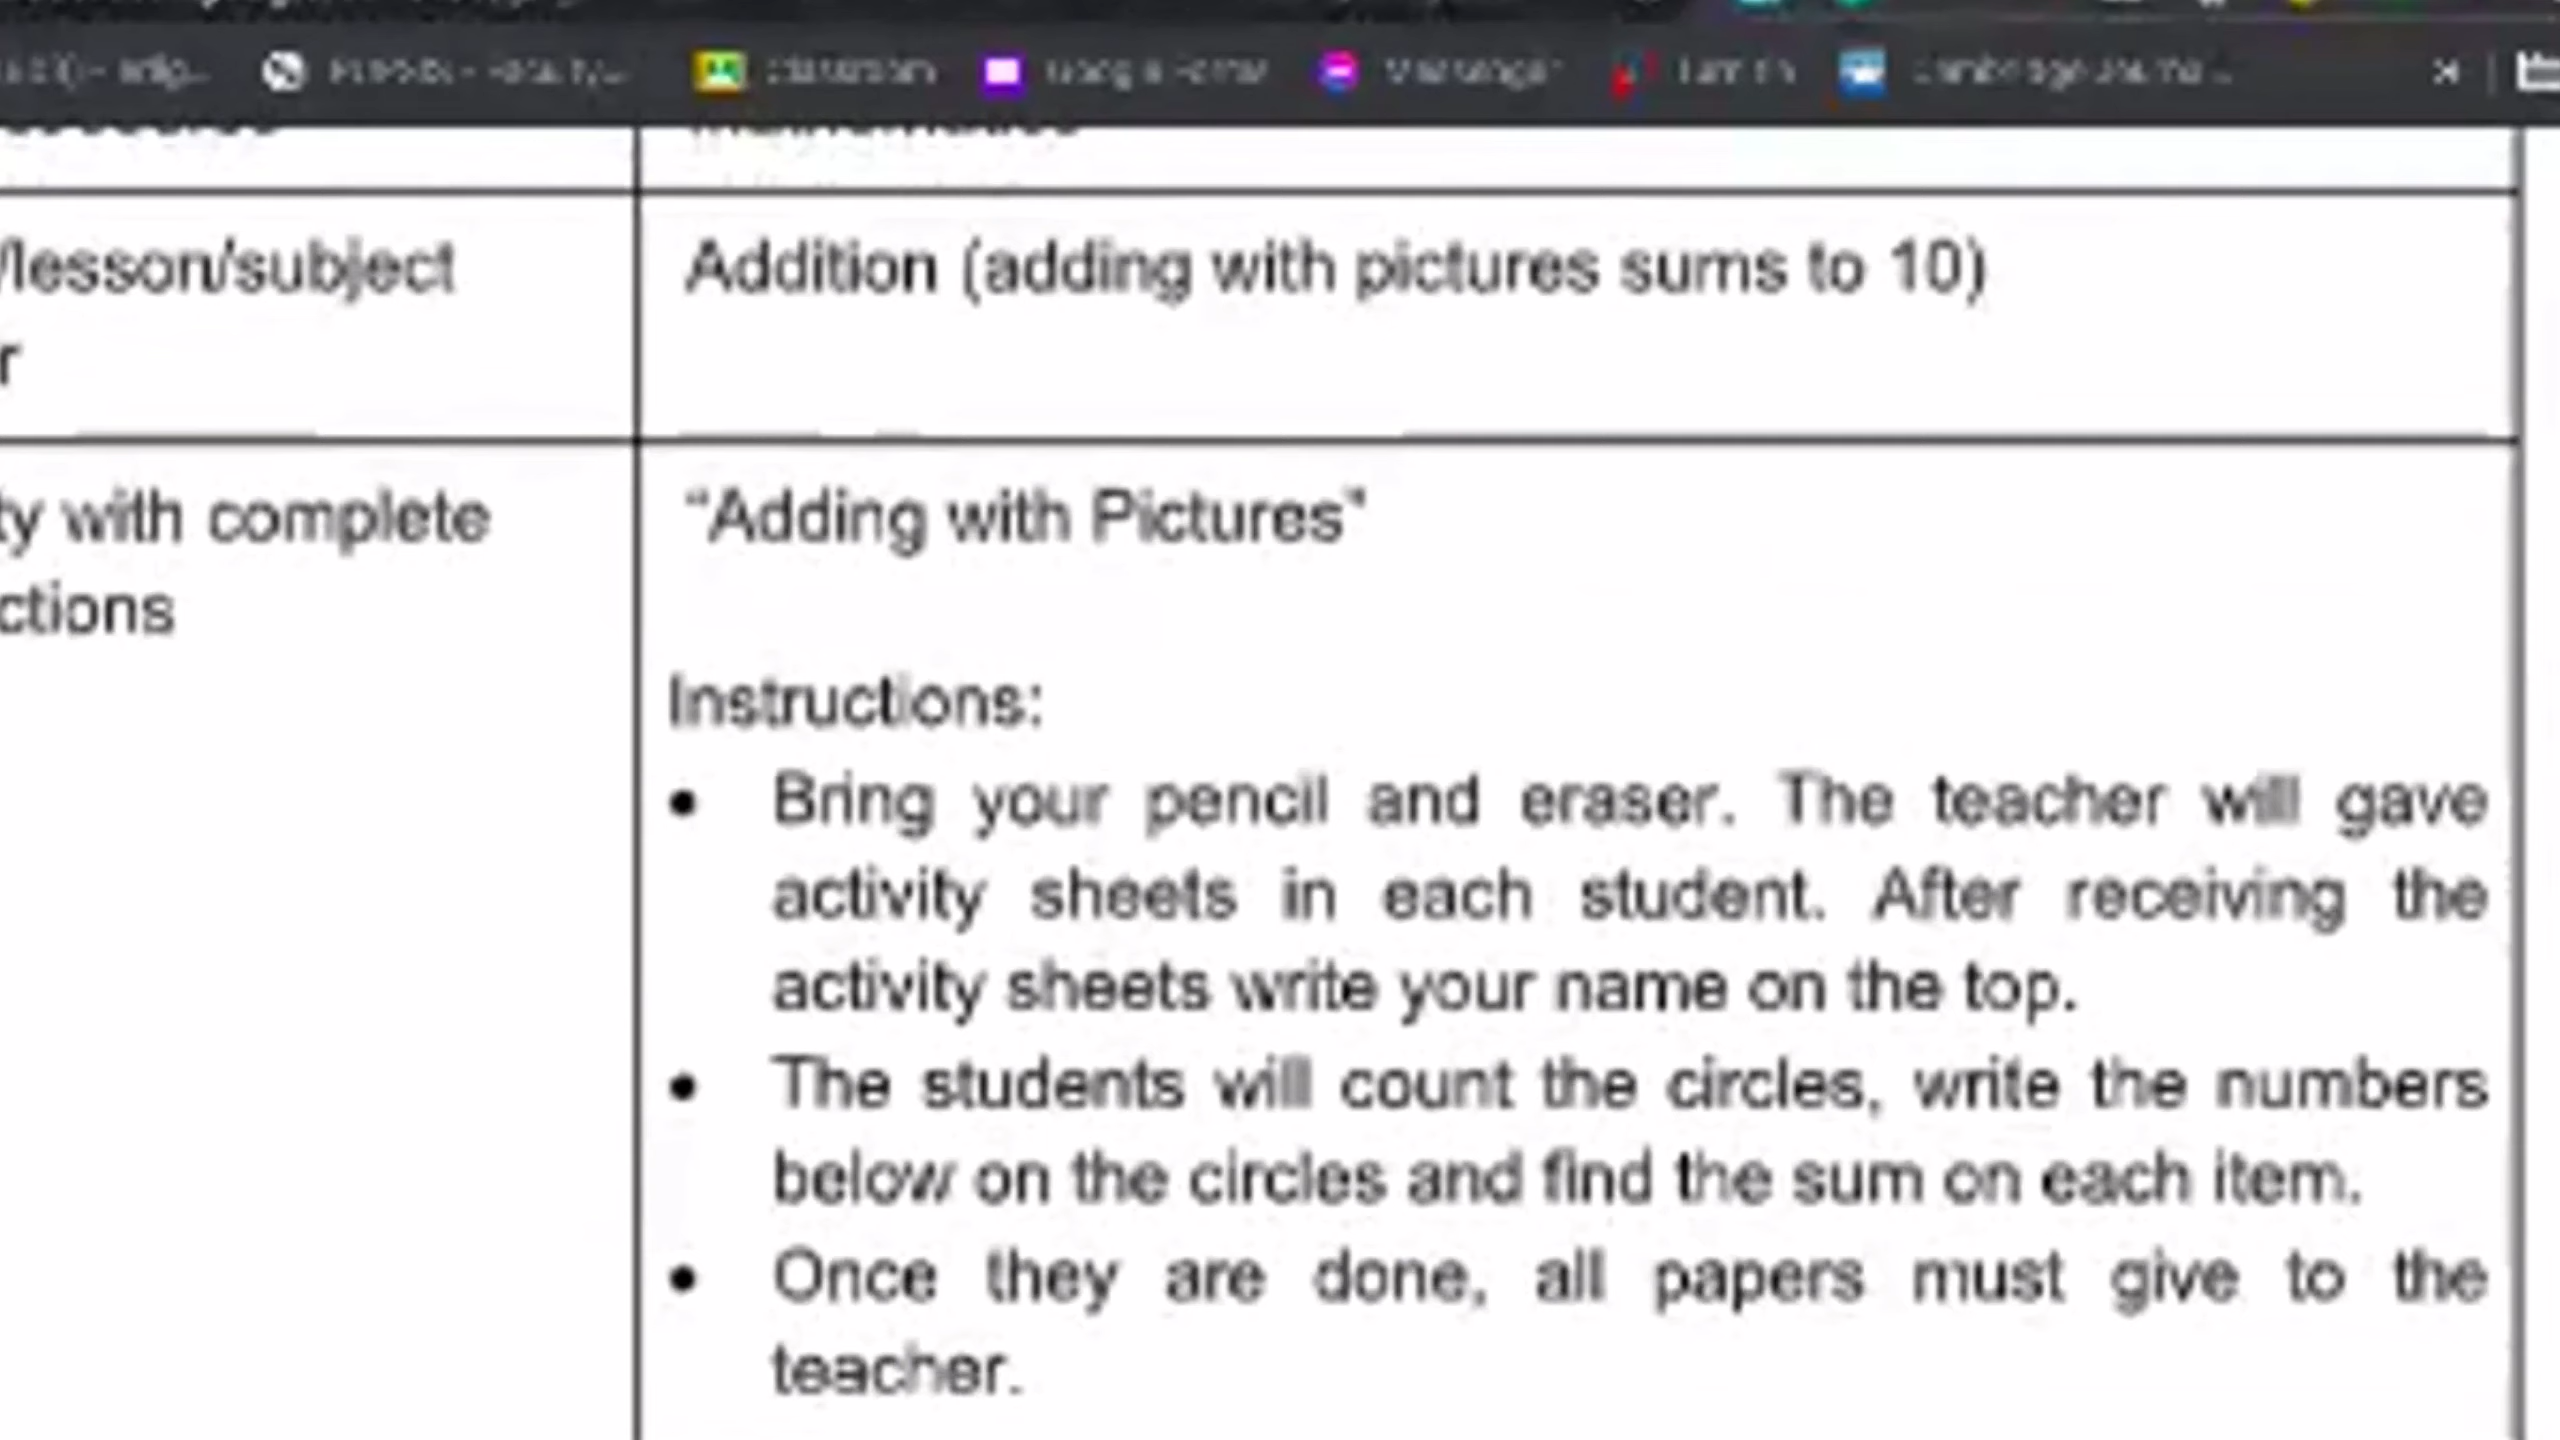 Mathematics
/lesson/subject
Addition (adding with pictures sums to 10)
r
ty with complete
"Adding with Pictures"
ctions
Instructions:
• Bring your pencil and eraser. The teacher will gave
activity sheets in each student. After receiving the
activity sheets write your name on the top.
• The students will count the circles, write the numbers
below on the circles and find the sum on each item.
• Once they are done, all papers must give to the
teacher.